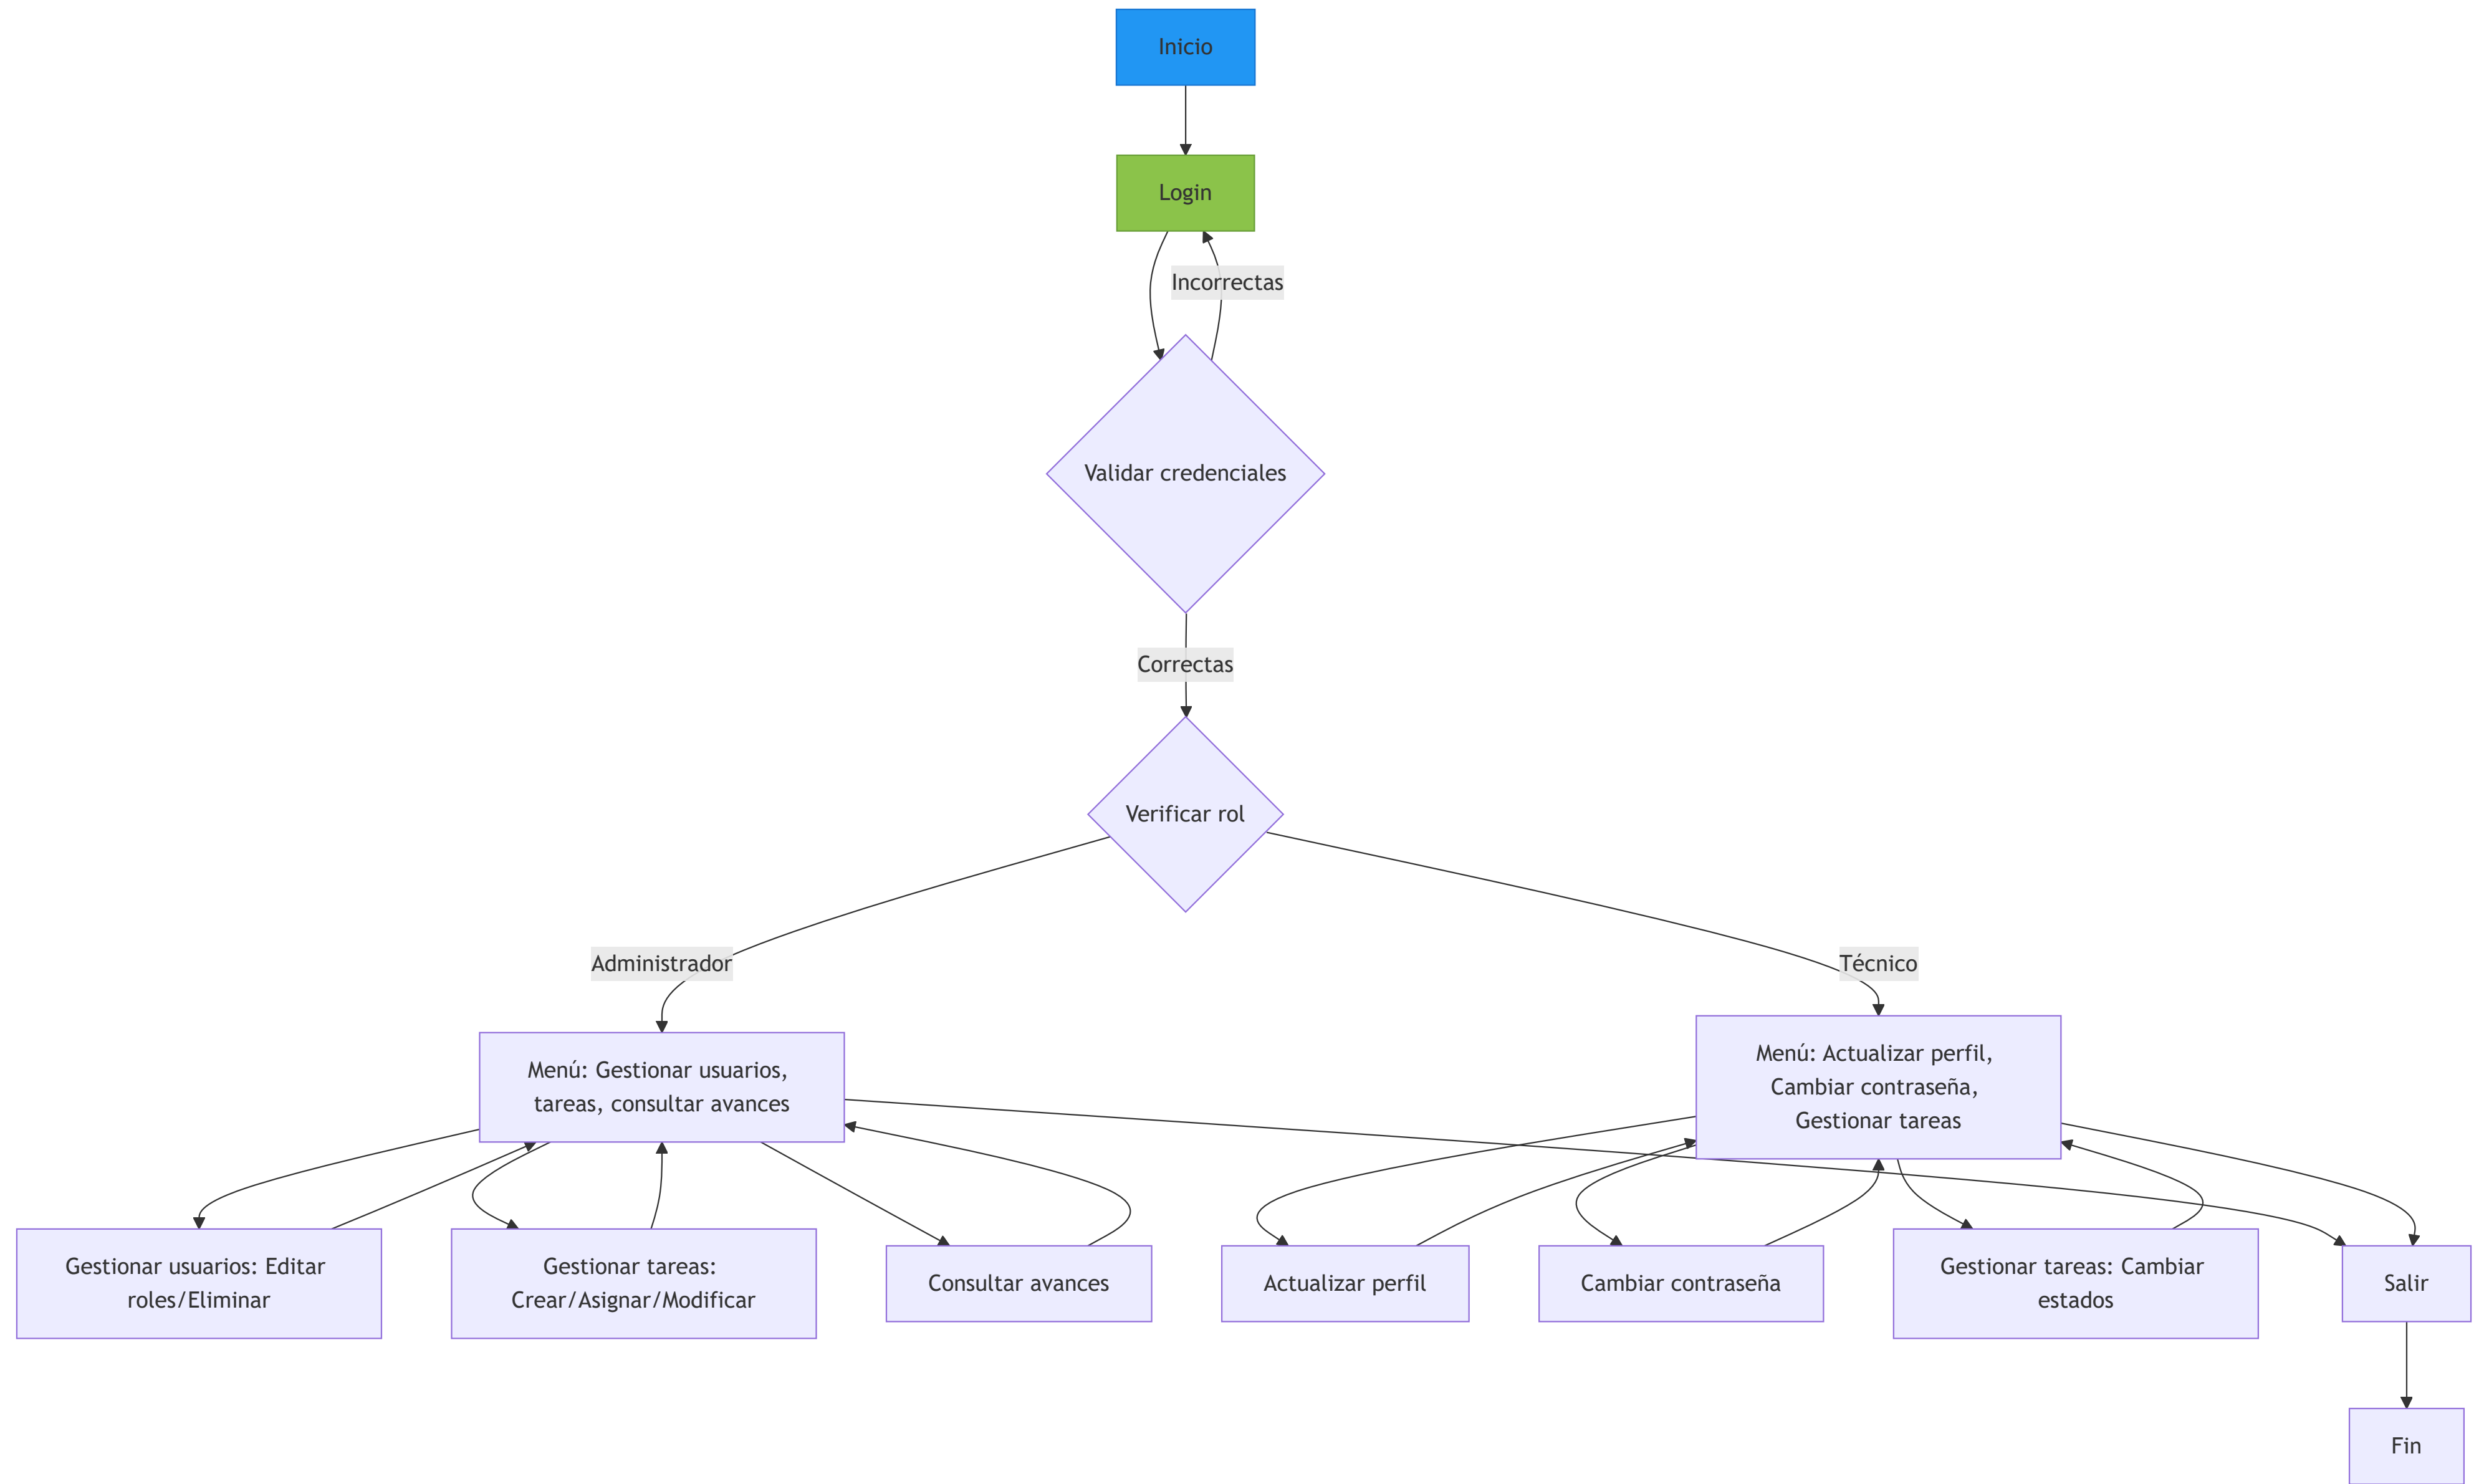 Inicio
Login
Incorrectas
Validar credenciales
Correctas
Verificar rol
Administrador
Técnico
Menú: Gestionar usuarios,
tareas, consultar avances
Menú: Actualizar perfil,
Cambiar contraseña,
Gestionar tareas
Gestionar usuarios: Editar
roles/Eliminar
Gestionar tareas:
Crear/Asignar/Modificar
Consultar avances
Actualizar perfil
Cambiar contraseña
Gestionar tareas: Cambiar
estados
Salir
Fin